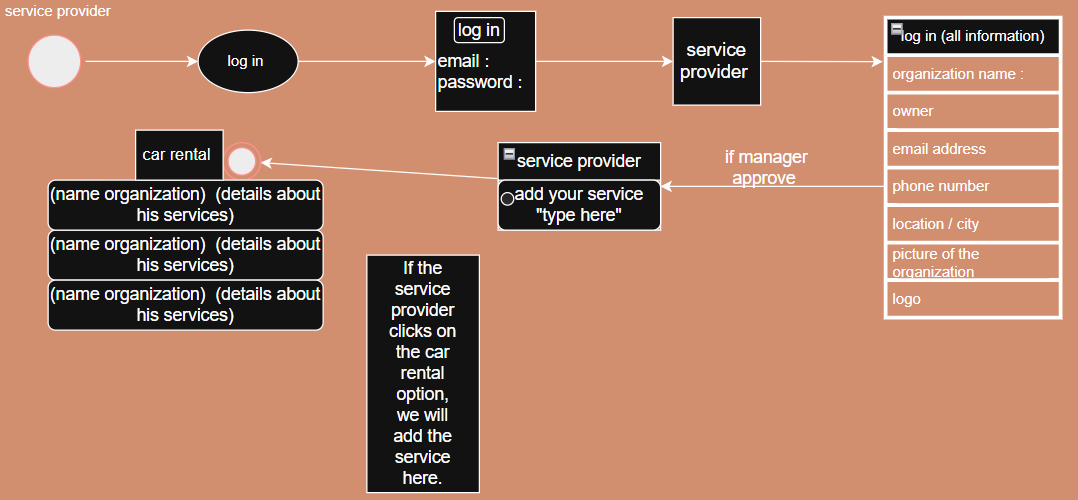 service provider
log in
log in
email :
password :
service
provider
log in (all information)
organization name :
owner
email address
phone number
location / city
picture of the
organization
logo
if manager
approve
service provider
add your service
"type here"
car rental
(name organization)  (details about
his services)
(name organization)  (details about
his services)
(name organization)  (details about
his services)
If the
service
provider
clicks on
the car
rental
option,
we will
add the
service
here.